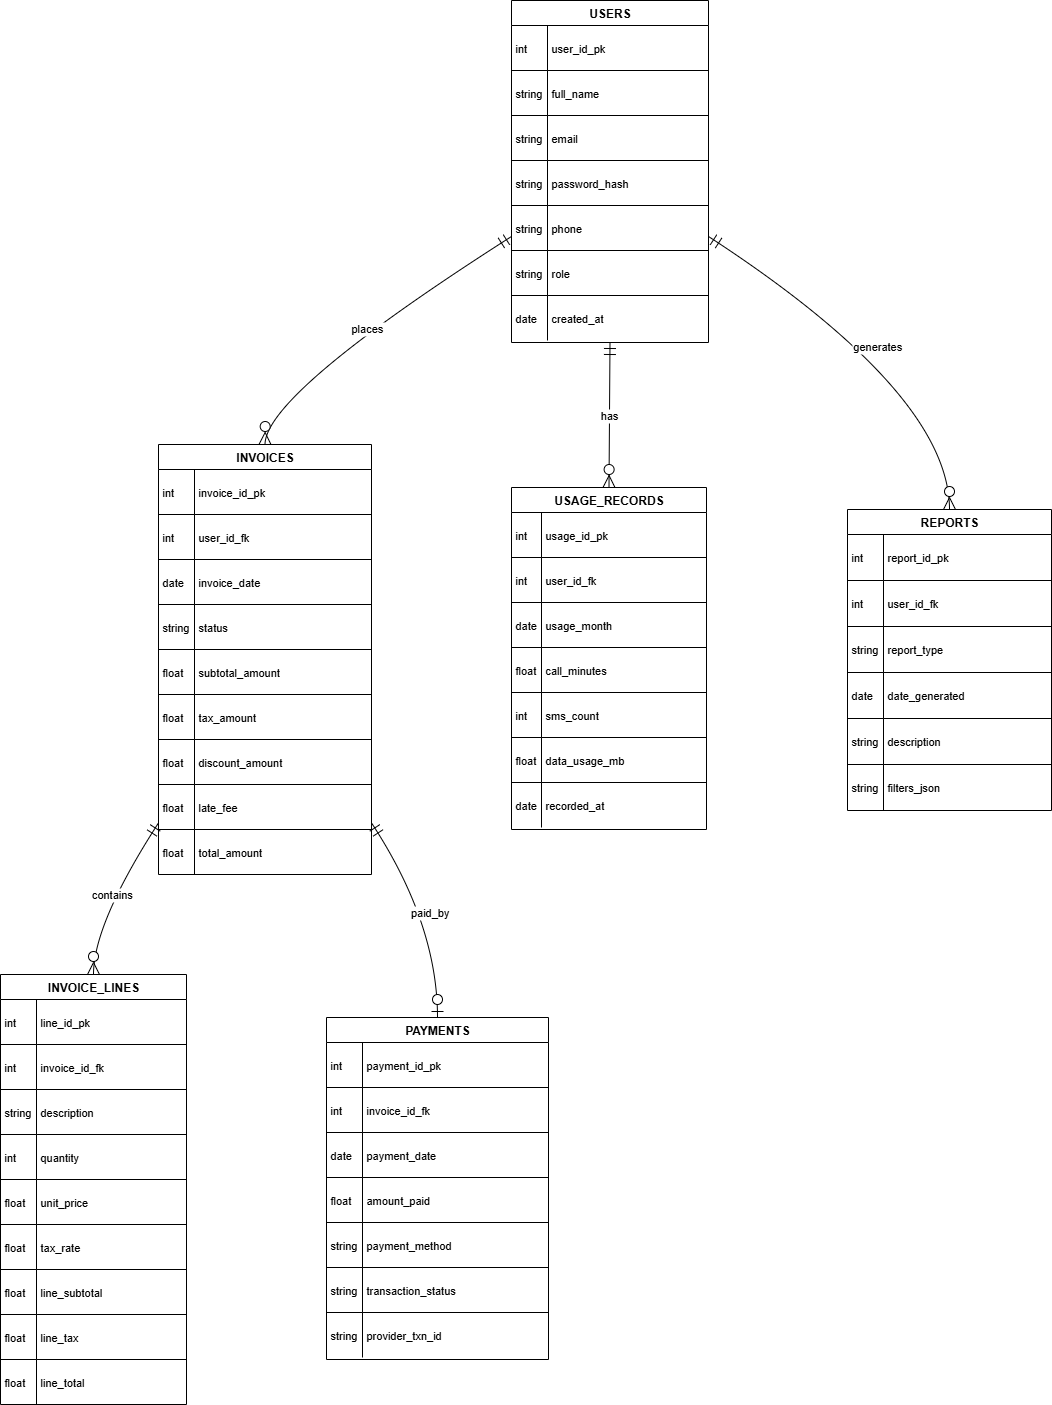 USERS
int user_id_pk
string full_name
string email
string password_hash
string phone
string role
date created_at
places
has
generates
INVOICES
int invoice_id_pk
int user_id_fk
date invoice_date
string status
float subtotal_amount
float tax_amount
float discount_amount
float late_fee
float total_amount
USAGE_RECORDS
int usage_id_pk
int user_id_fk
date usage_month
float call_minutes
int sms_count
float data_usage_mb
date recorded_at
REPORTS
int report_id_pk
int user_id_fk
string report_type
date date_generated
string description
string filters_json
contains
paid_by
INVOICE_LINES
int line_id_pk
int invoice_id_fk
string description
int quantity
float unit_price
float tax_rate
float line_subtotal
float line_tax
float line_total
PAYMENTS
int payment_id_pk
int invoice_id_fk
date payment_date
float amount_paid
string payment_method
string transaction_status
string provider_txn_id